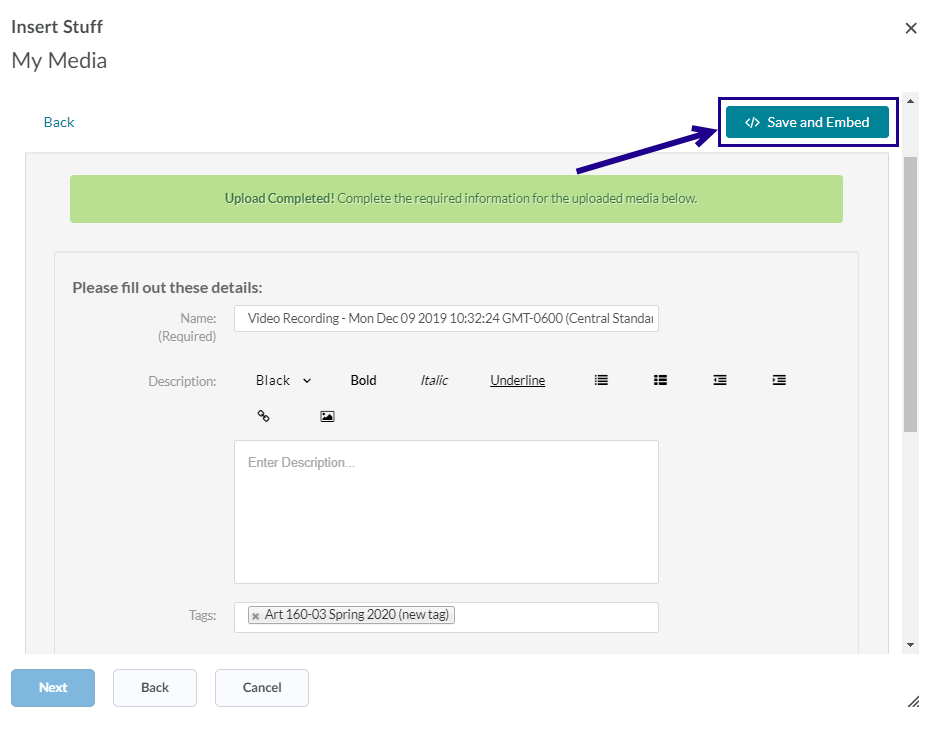 Insert Stuff
My Media
Back
</> Save and Embed
Upload Completed! Complete the required information for the uploaded media below.
Please fill out these details:
Name:
(Required)
Video Recording - Mon Dec 09 2019 10:32:24 GMT-0600 (Central Standar
Description:
Black
Bold
Italic
Underline
Enter Description...
Tags:
Art 160-03 Spring 2020 (new tag)
Next
Back
Cancel